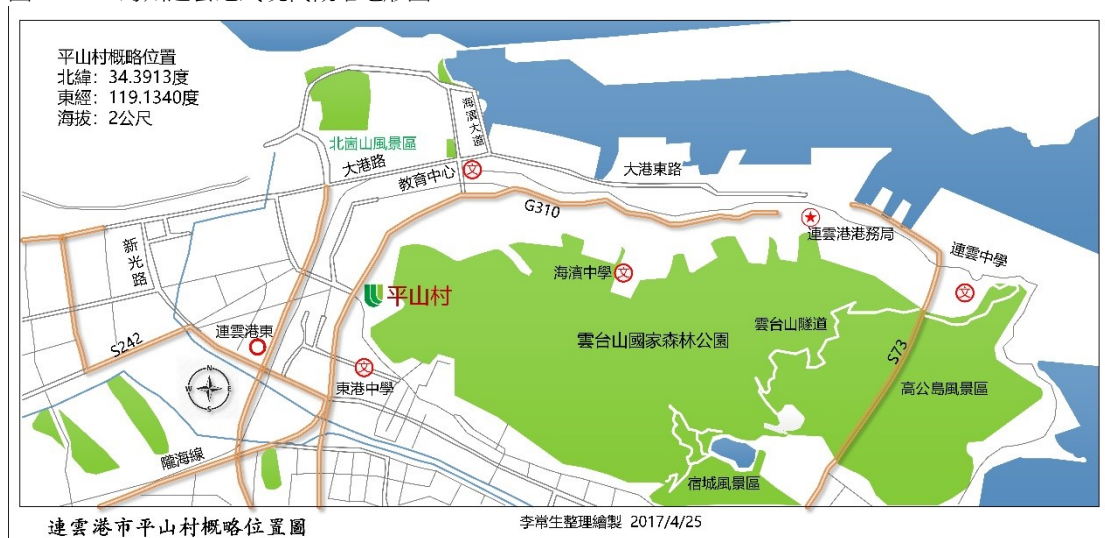 平山村概略位置
北緯：34.3913度
東經：119.1340度
海拔：2公尺
海濱大道
北崮山風景區
大港路
大港東路
教育中心
文
G310
連雲港港務局
連雲中學
文
新光路
海濱中學
文
平山村
連雲港東
雲台山隧道
雲台山國家森林公園
S242
S73
文
東港中學
N
W
E
S
高公島風景區
隴海線
宿城風景區
連雲港市平山村概略位置圖
李常生整理繪製 2017/4/25